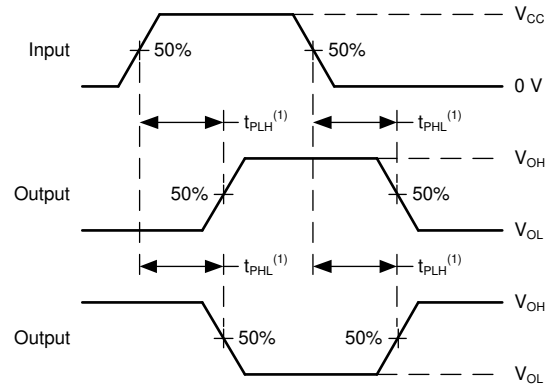 V_CC
Input 50% 50%
0 V
t_PLH^(1) t_PHL^(1)
V_OH
Output 50% 50%
V_OL
t_PHL^(1) t_PLH^(1)
V_OH
Output 50% 50%
V_OL